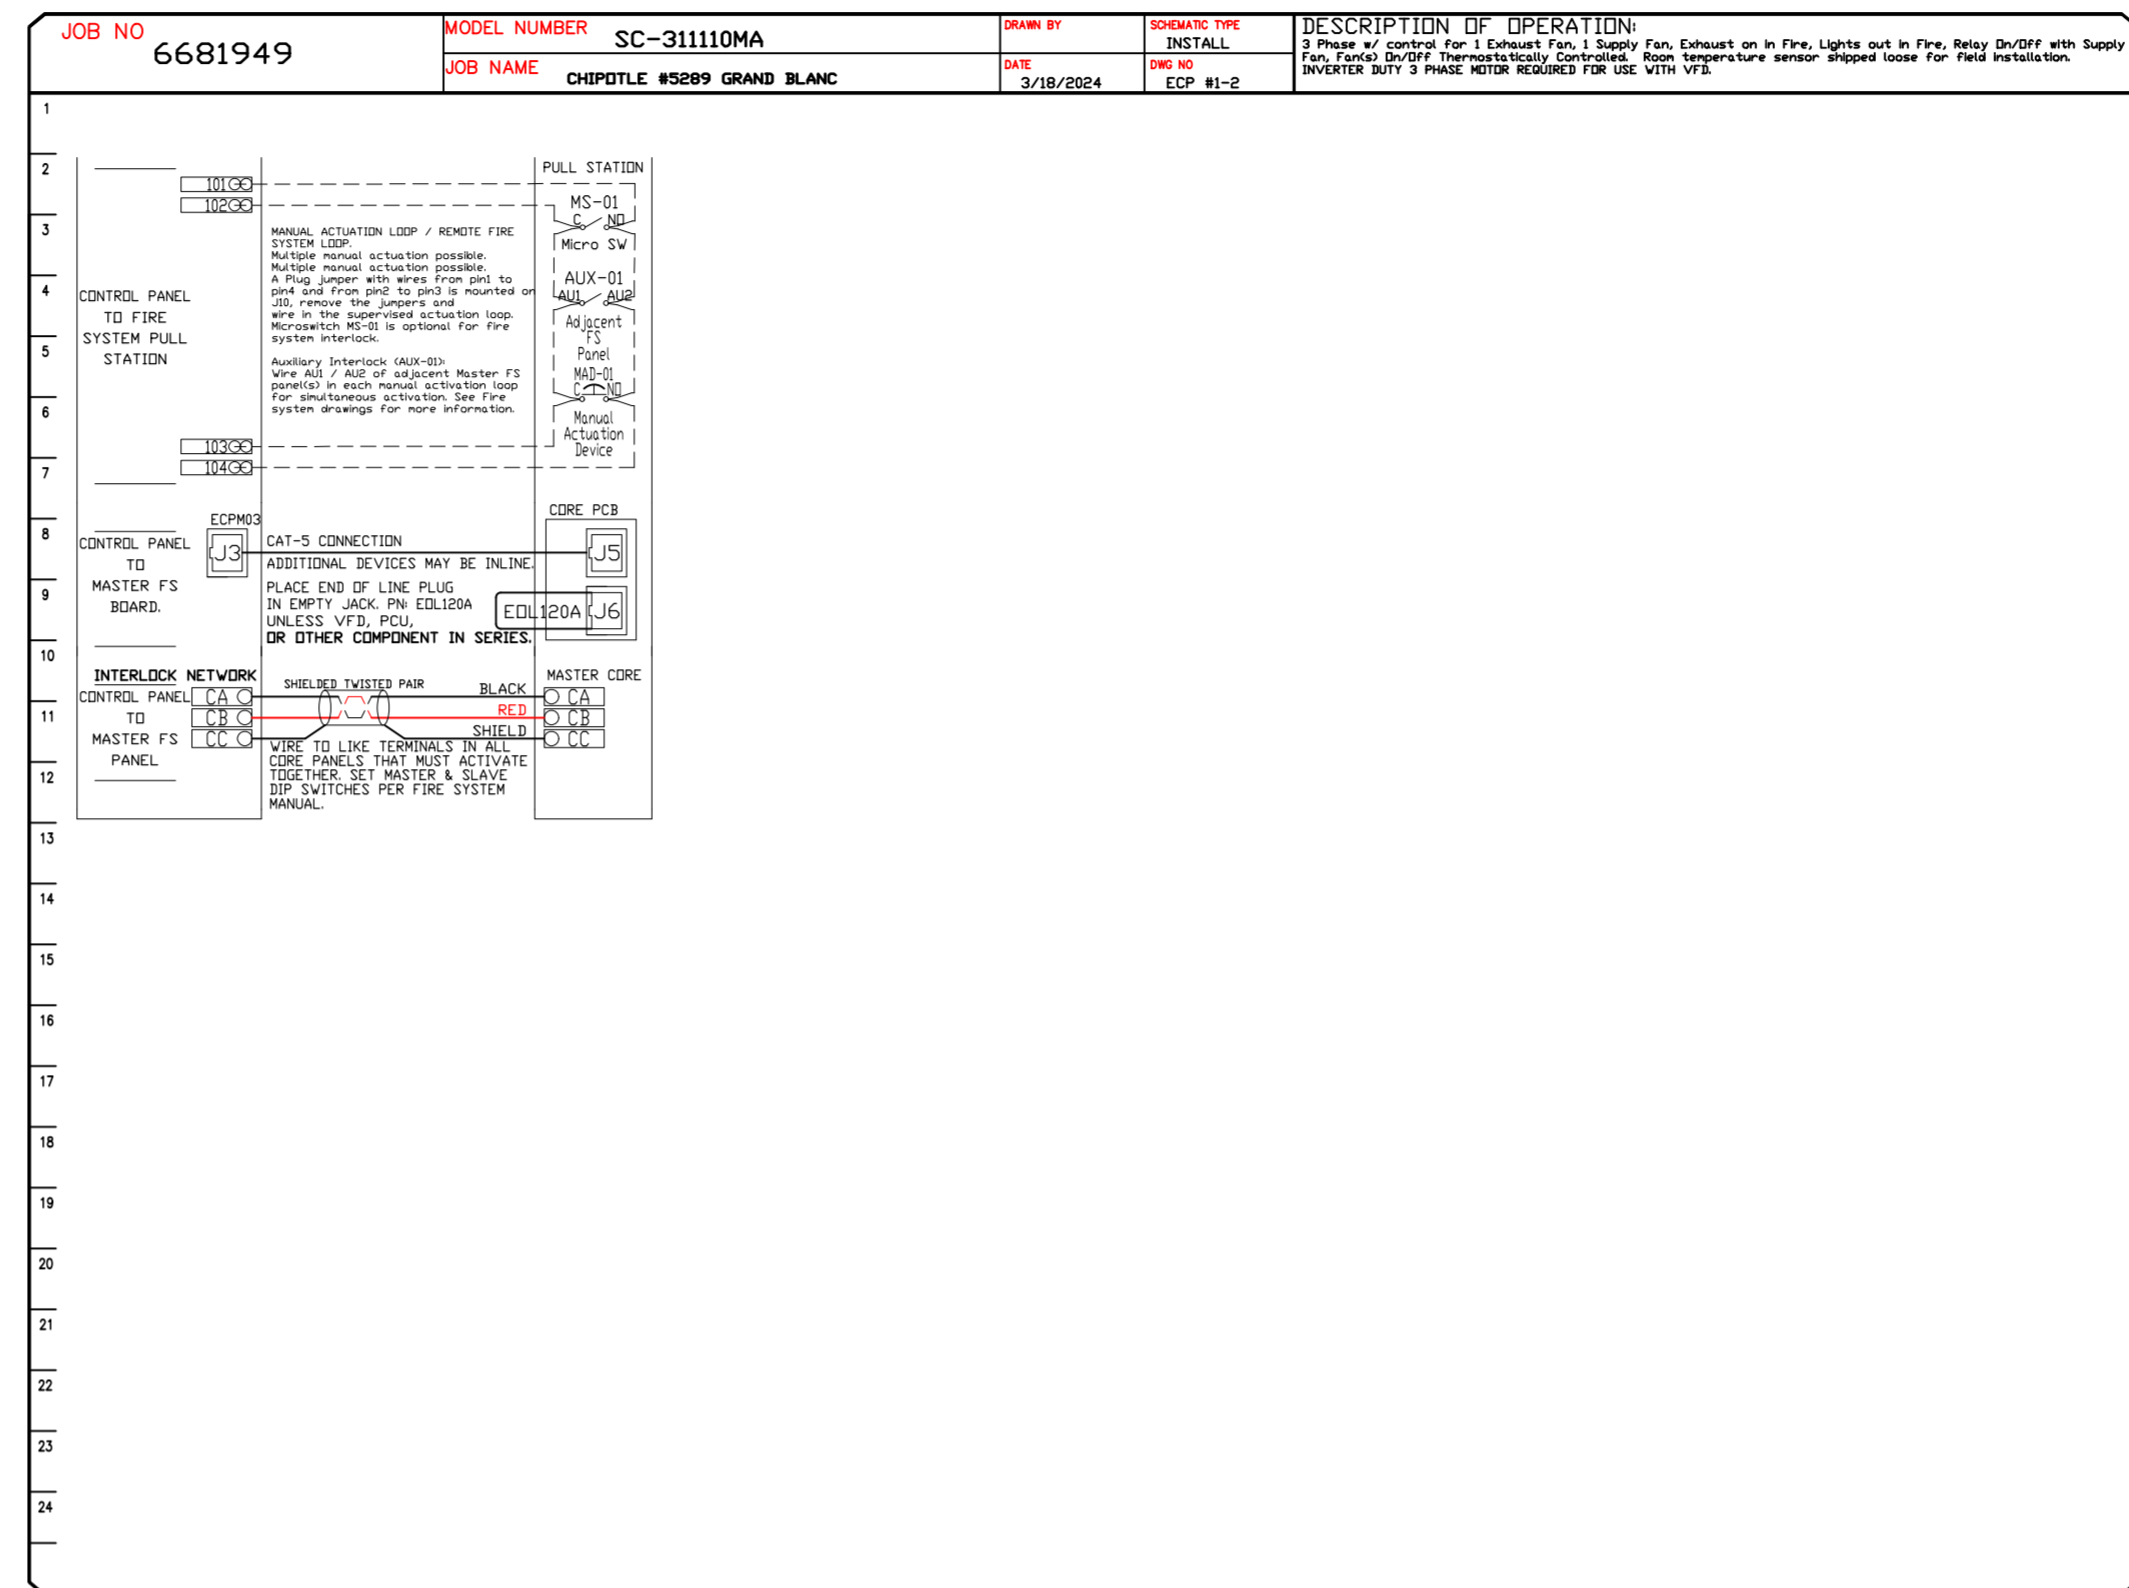 JOB NO
6681949
MODEL NUMBER
SC-311110MA
JOB NAME
CHIPOTLE #5289 GRAND BLANC
DRAWN BY
DATE
3/18/2024
SCHEMATIC TYPE
INSTALL
DWG NO
ECP #1-2
DESCRIPTION OF OPERATION:
3 Phase w/ control for 1 Exhaust Fan, 1 Supply Fan, Exhaust on in Fire, Lights out in Fire, Relay On/Off with Supply
Fan, Fan(s) On/Off Thermostatically Controlled. Room temperature sensor shipped loose for field installation.
INVERTER DUTY 3 PHASE MOTOR REQUIRED FOR USE WITH VFD.
1
2
3
4
5
6
7
8
9
10
11
12
13
14
15
16
17
18
19
20
21
22
23
24
CONTROL PANEL
TO FIRE
SYSTEM PULL
STATION
101
102
103
104
MANUAL ACTUATION LOOP / REMOTE FIRE
SYSTEM LOOP.
Multiple manual actuation possible.
Multiple manual actuation possible.
A Plug jumper with wires from pin1 to
pin4 and from pin2 to pin3 is mounted on
J10, remove the jumpers and
wire in the supervised actuation loop.
Microswitch MS-01 is optional for fire
system interlock.
Auxiliary Interlock (AUX-01):
Wire AU1 / AU2 of adjacent Master FS
panel(s) in each manual activation loop
for simultaneous activation. See Fire
system drawings for more information.
PULL STATION
MS-01
C NO
Micro SW
AUX-01
AU1 AU2
Adjacent
FS
Panel
MAD-01
C NO
Manual
Actuation
Device
CONTROL PANEL
TO
MASTER FS
BOARD.
ECPM03
J3
CAT-5 CONNECTION
ADDITIONAL DEVICES MAY BE INLINE.
PLACE END OF LINE PLUG
IN EMPTY JACK. PN: EOL120A
UNLESS VFD, PCU,
OR OTHER COMPONENT IN SERIES.
CORE PCB
J5
EOL120A
J6
INTERLOCK NETWORK
CONTROL PANEL
TO
MASTER FS
PANEL
CA
CB
CC
SHIELDED TWISTED PAIR
BLACK
RED
SHIELD
WIRE TO LIKE TERMINALS IN ALL
CORE PANELS THAT MUST ACTIVATE
TOGETHER. SET MASTER & SLAVE
DIP SWITCHES PER FIRE SYSTEM
MANUAL.
MASTER CORE
CA
CB
CC